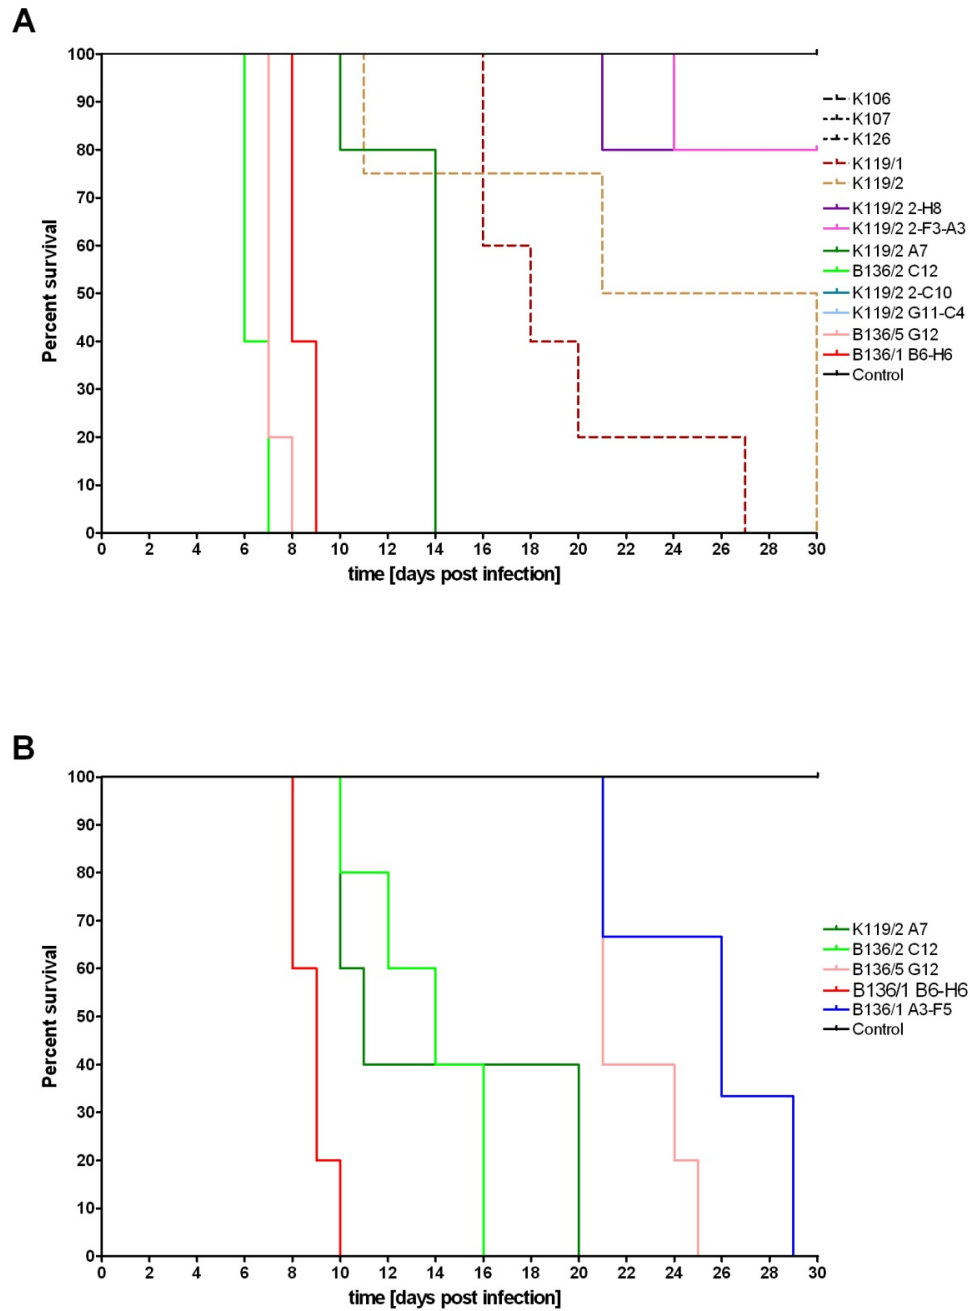 A
100
90
80
70
60
50
40
30
20
10
0
Percent survival
0 2 4 6 8 10 12 14 16 18 20 22 24 26 28 30
time [days post infection]
K106
K107
K126
K119/1
K119/2
K119/2 2-H8
K119/2 2-F3-A3
K119/2 A7
B136/2 C12
K119/2 2-C10
K119/2 G11-C4
B136/5 G12
B136/1 B6-H6
Control
B
100
90
80
70
60
50
40
30
20
10
0
Percent survival
0 2 4 6 8 10 12 14 16 18 20 22 24 26 28 30
time [days post infection]
K119/2 A7
B136/2 C12
B136/5 G12
B136/1 B6-H6
B136/1 A3-F5
Control